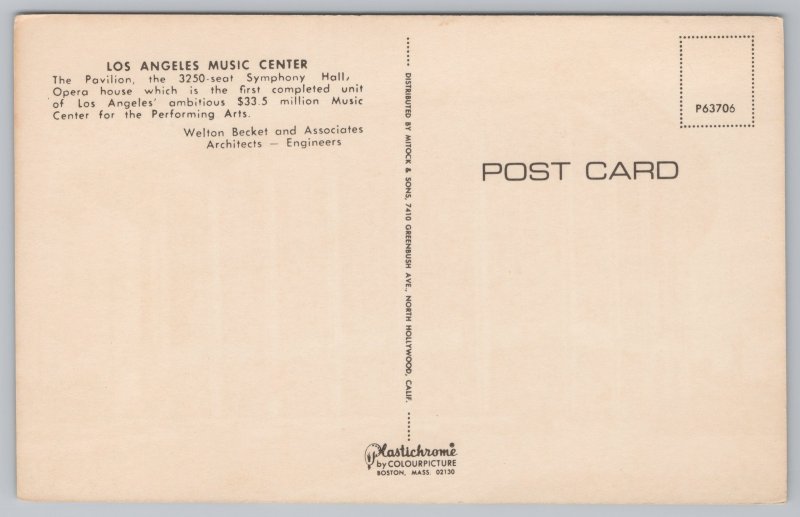 LOS ANGELES MUSIC CENTER
The Pavilion, the 3250-seat Symphony Hall,
Opera house which is the first completed unit
of Los Angeles' ambitious $33.5 million Music
Center for the Performing Arts.
Welton Becket and Associates
Architects — Engineers
DISTRIBUTED BY MITOCK & SONS, 7410 GREENBUSH AVE., NORTH HOLLYWOOD, CALIF.
P63706
POST CARD
Plastichrome®
by COLOURPICTURE
BOSTON, MASS. 02130